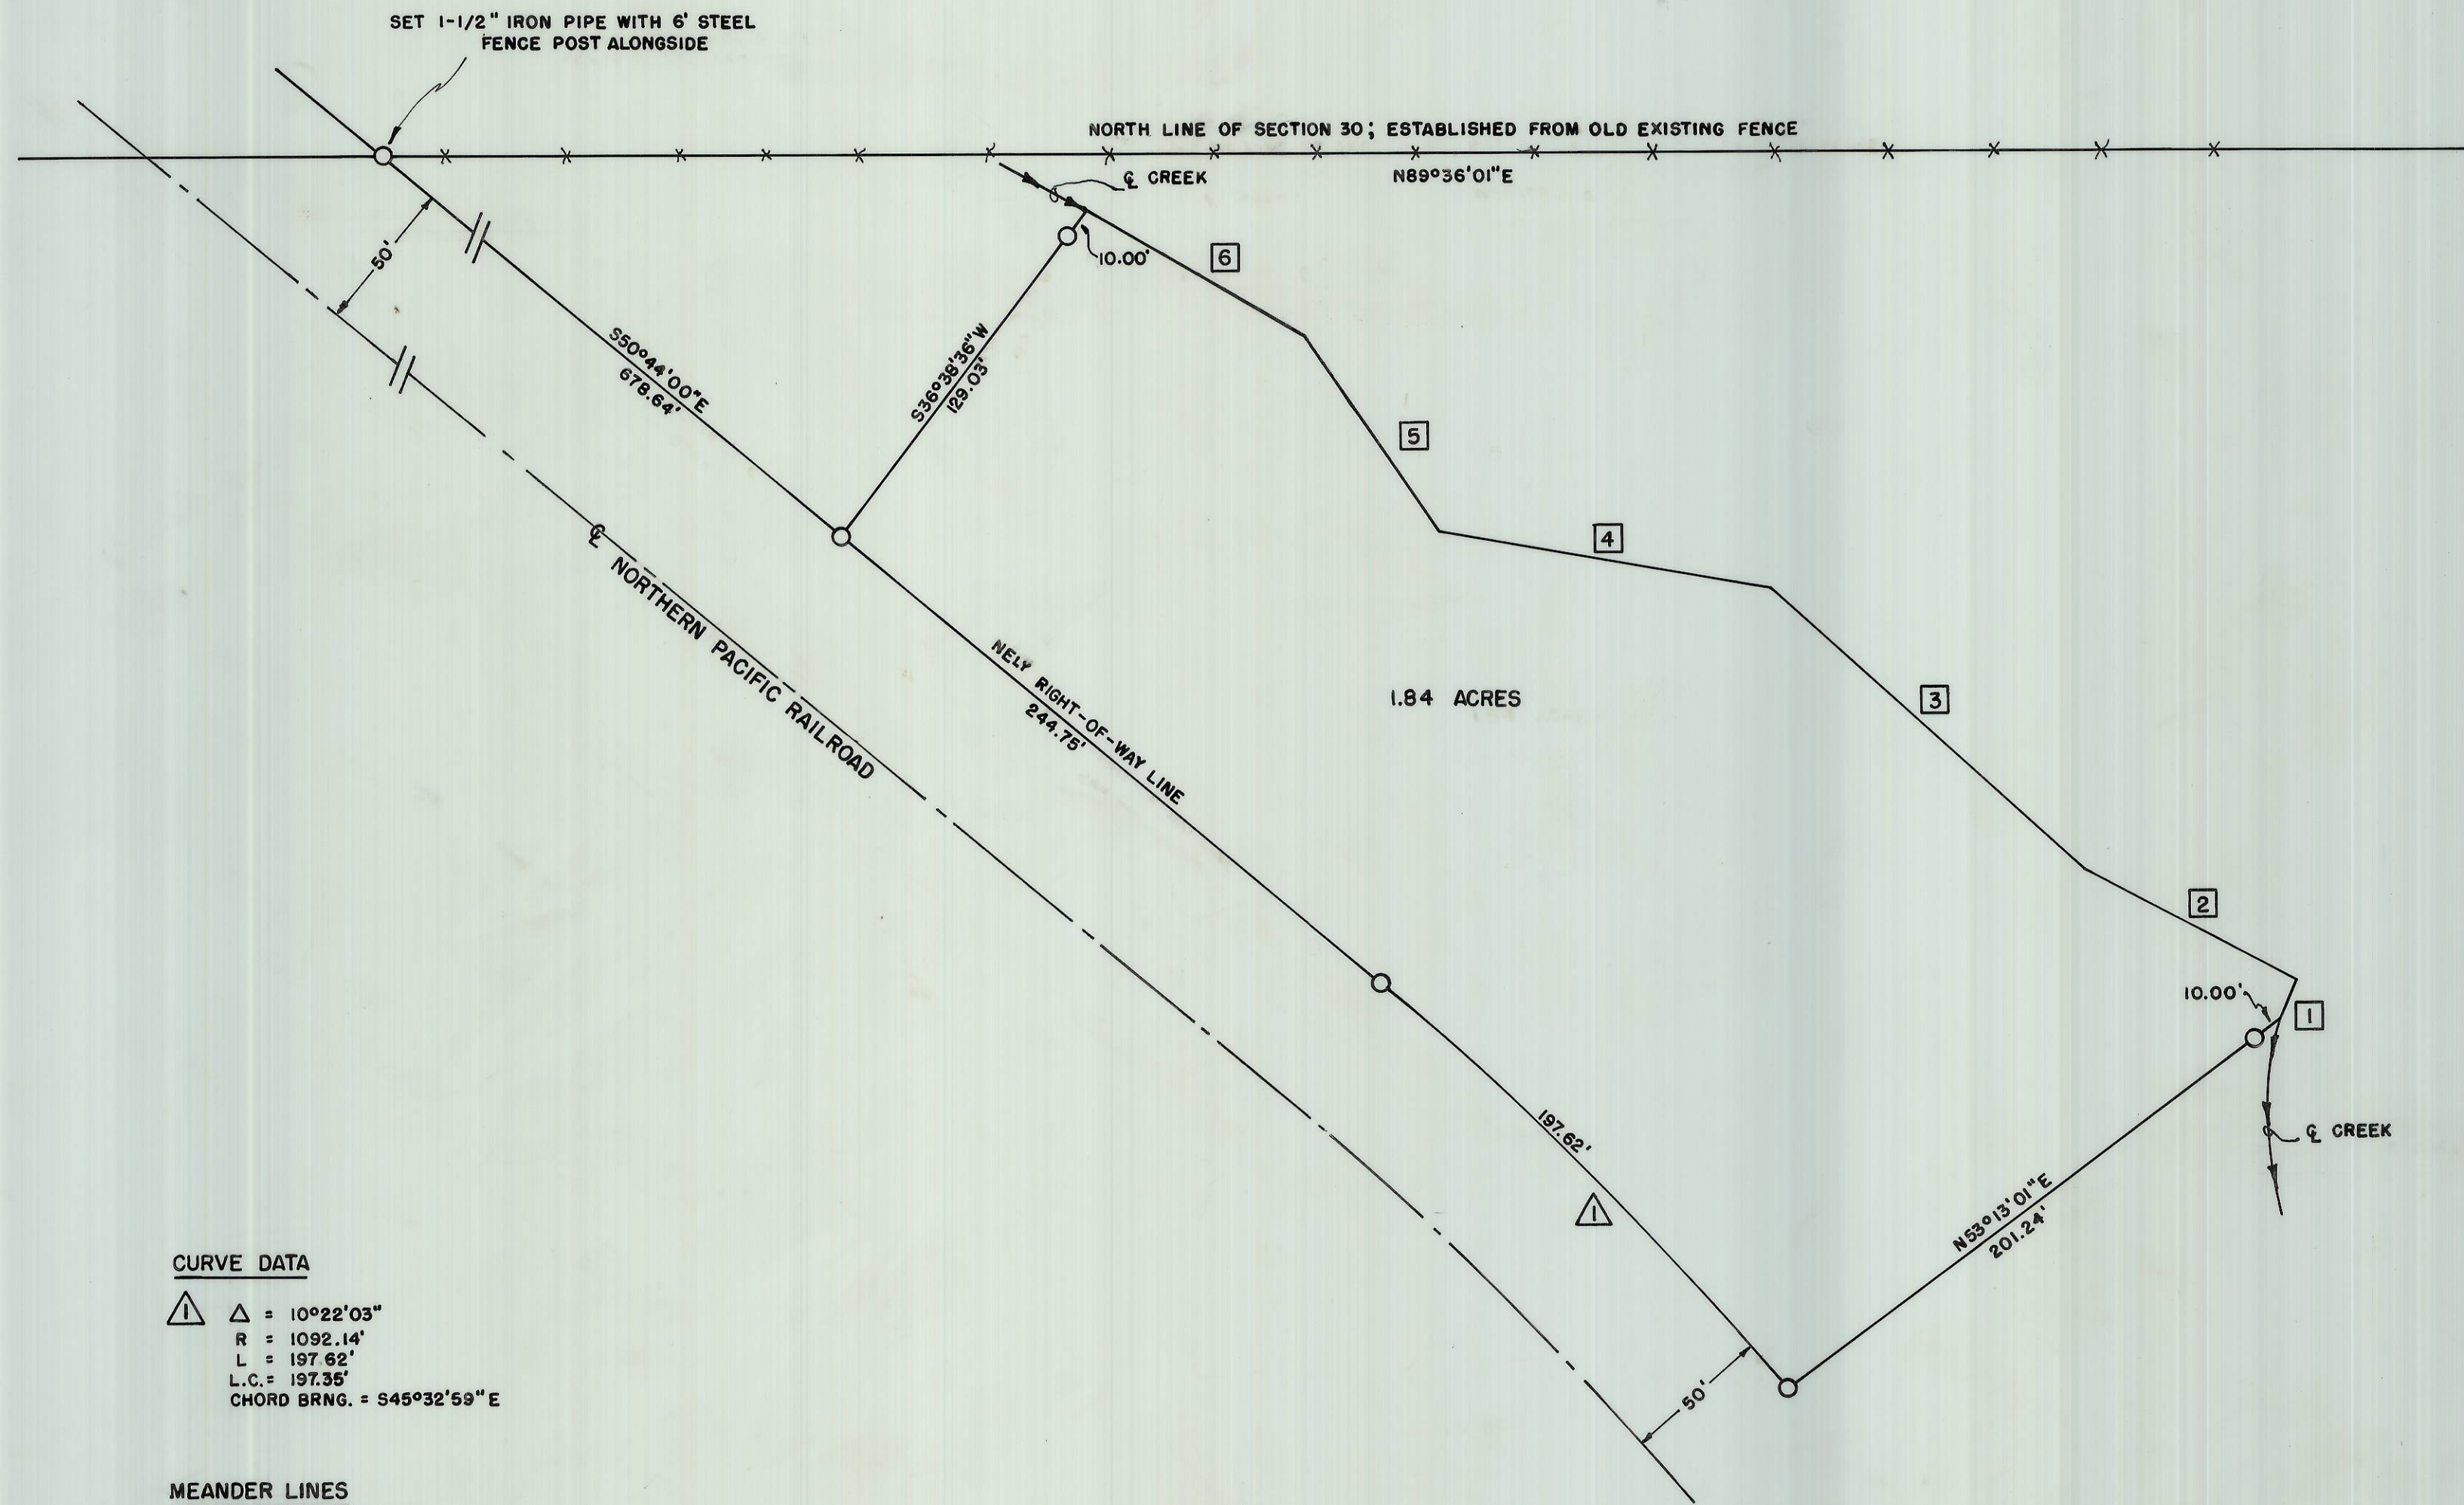 SET 1-1/2" IRON PIPE WITH 6' STEEL
FENCE POST ALONGSIDE
NORTH LINE OF SECTION 30; ESTABLISHED FROM OLD EXISTING FENCE
N89°36'01"E
℄ CREEK
10.00'
6
50'
S50°44'00"E
678.64'
S36°38'36"W
129.03'
5
4
℄ NORTHERN PACIFIC RAILROAD
NELY RIGHT-OF-WAY LINE
244.75'
1.84 ACRES
3
2
10.00'
1
℄ CREEK
197.62'
1
N53°13'01"E
201.24'
50'
CURVE DATA
1 Δ = 10°22'03"
R = 1092.14'
L = 197.62'
L.C. = 197.35'
CHORD BRNG. = S45°32'59"E
MEANDER LINES